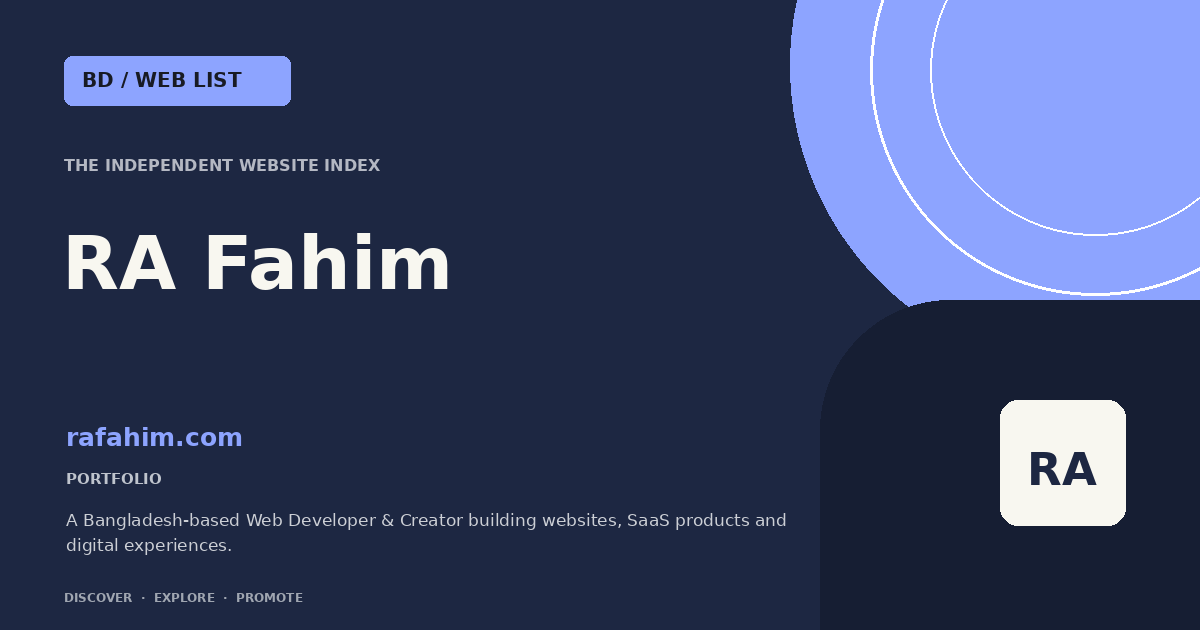 BD / WEB LIST
THE INDEPENDENT WEBSITE INDEX
RA Fahim
rafahim.com
PORTFOLIO
A Bangladesh-based Web Developer & Creator building websites, SaaS products and
digital experiences.
RA
DISCOVER · EXPLORE · PROMOTE